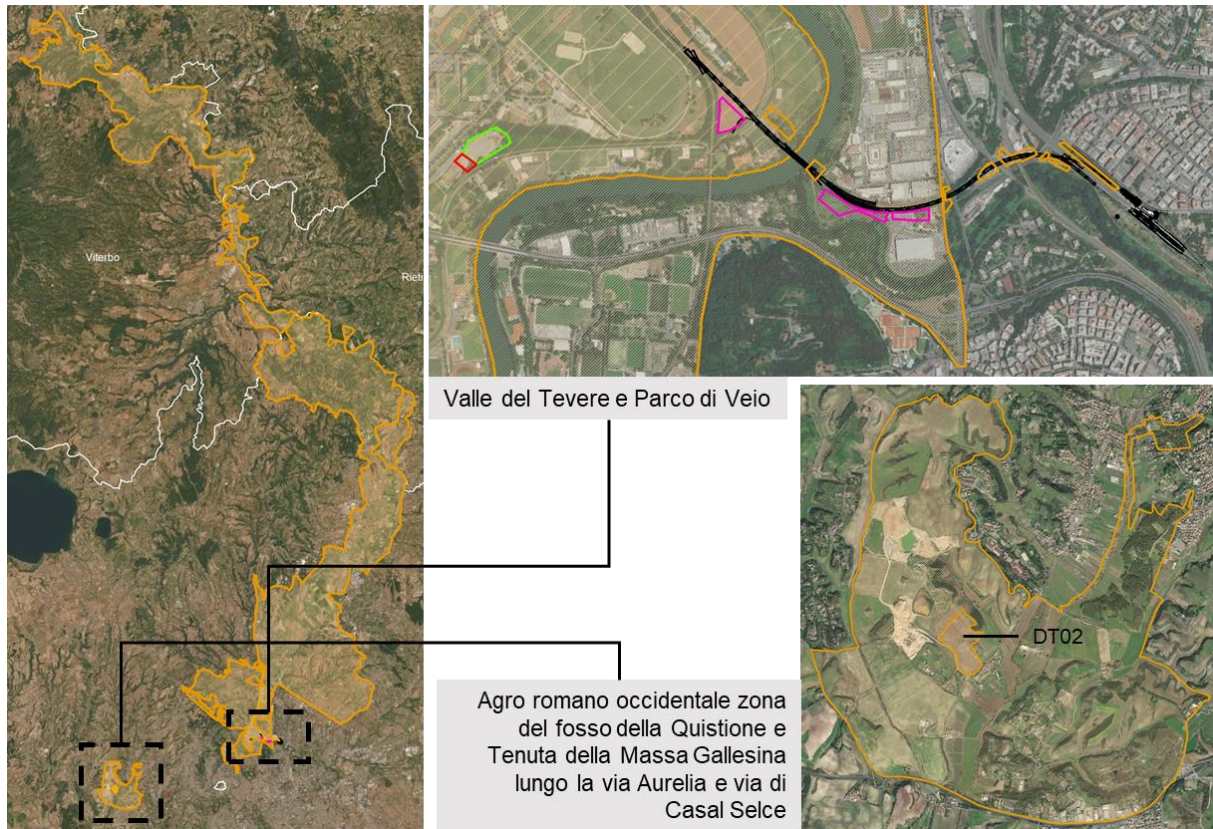 Viterbo
Rieti
Valle del Tevere e Parco di Veio
DT02
Agro romano occidentale zona
del fosso della Quistione e
Tenuta della Massa Gallesina
lungo la via Aurelia e via di
Casal Selce